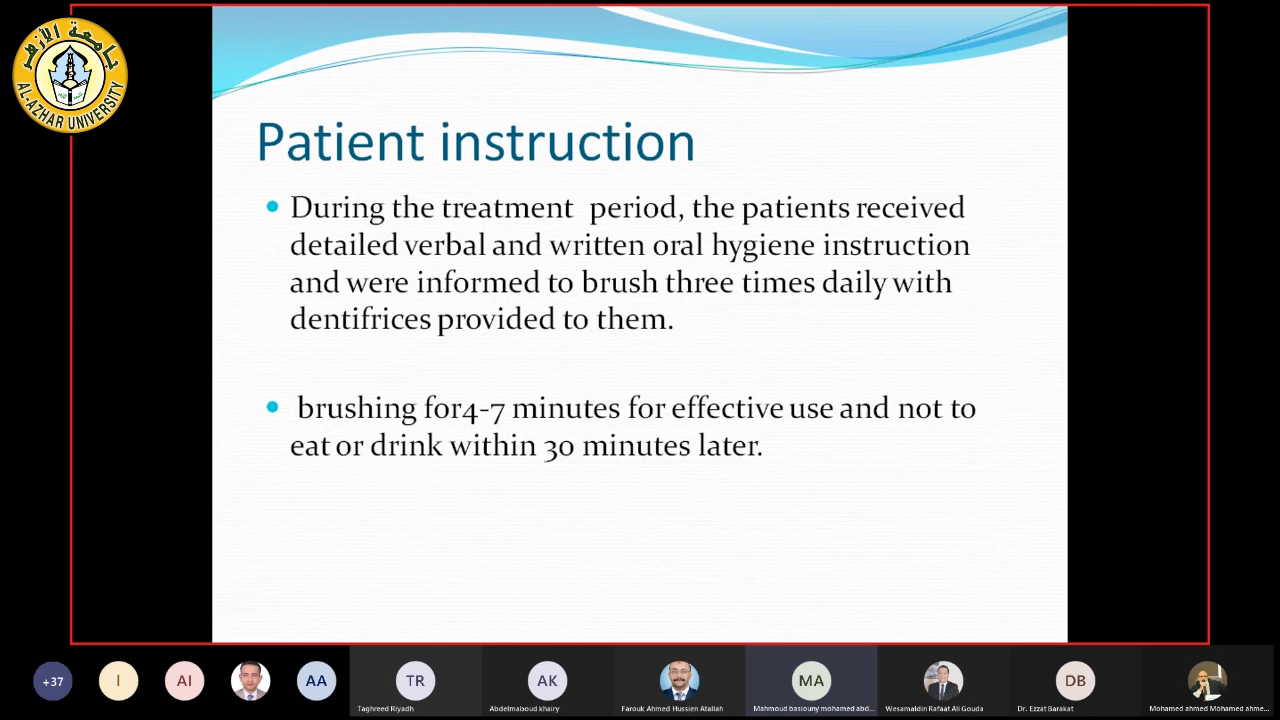 جامعة الأزهر
AL-AZHAR UNIVERSITY
Patient instruction
During the treatment period, the patients received
detailed verbal and written oral hygiene instruction
and were informed to brush three times daily with
dentifrices provided to them.
brushing for4-7 minutes for effective use and not to
eat or drink within 30 minutes later.
+37
I
AI
AA
TR
AK
MA
DB
Taghreed Riyadh
Abdelmaboud khairy
Farouk Ahmed Hussien Atallah
Mahmoud basiouny mohamed abd...
Wesamaldin Rafaat Ali Gouda
Dr. Ezzat Barakat
Mohamed ahmed Mohamed ahme...